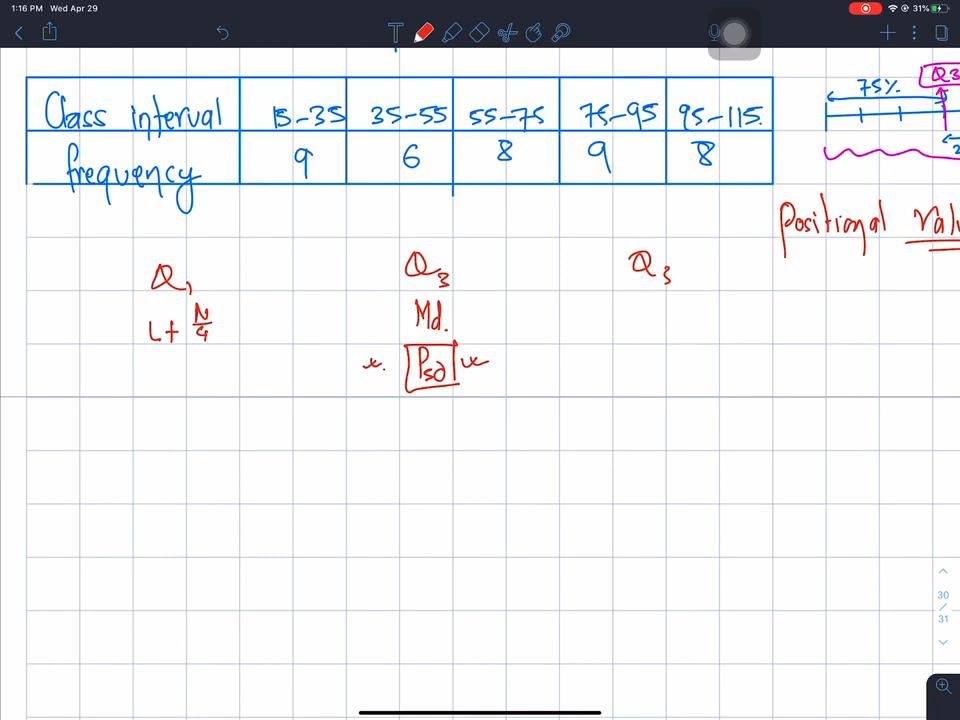 1:16 PM Wed Apr 29
31%
T
75%
Q3
Class interval 15-35 35-55 55-75 75-95 95-115.
frequency 9 6 8 9 8
Positional
Q1 Q3 Q3
L+ N/4
Md.
P50
30
/
31